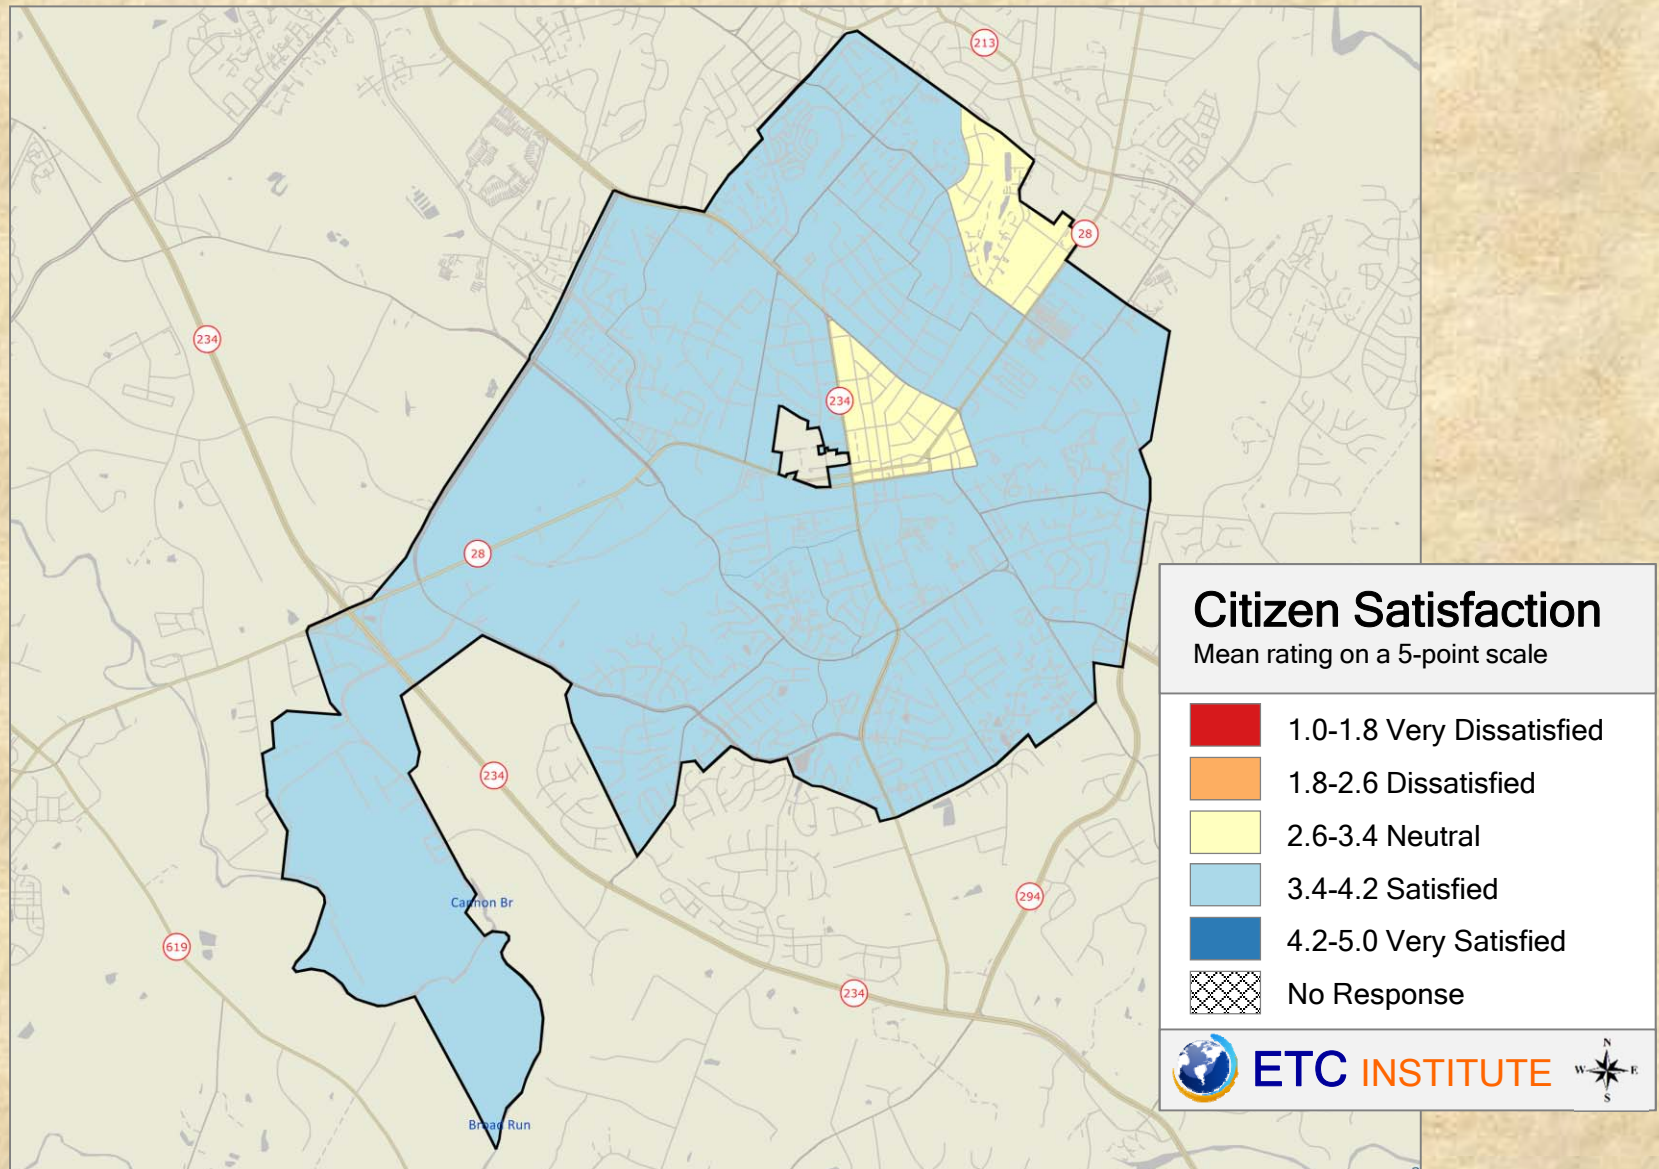 213
28
234
234
28
Citizen Satisfaction
Mean rating on a 5-point scale
1.0-1.8 Very Dissatisfied
1.8-2.6 Dissatisfied
2.6-3.4 Neutral
3.4-4.2 Satisfied
4.2-5.0 Very Satisfied
No Response
234
294
Cannon Br
619
234
N
W E
S
ETC INSTITUTE
Broad Run